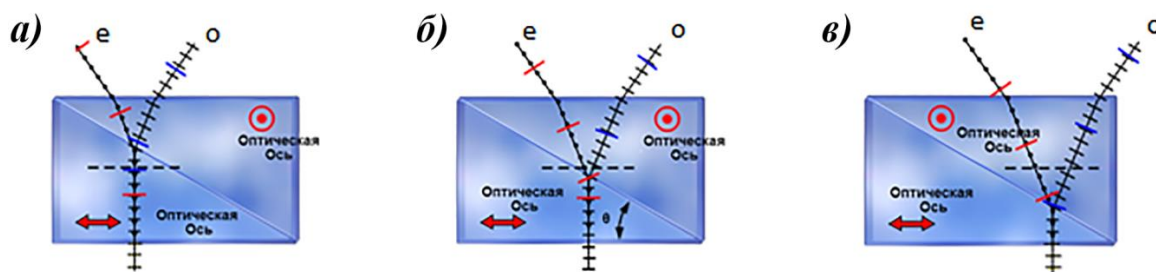 а)
е
о
Оптическая
Ось
Оптическая
Ось
б)
е
о
Оптическая
Ось
Оптическая
Ось
θ
в)
е
о
Оптическая
Ось
Оптическая
Ось